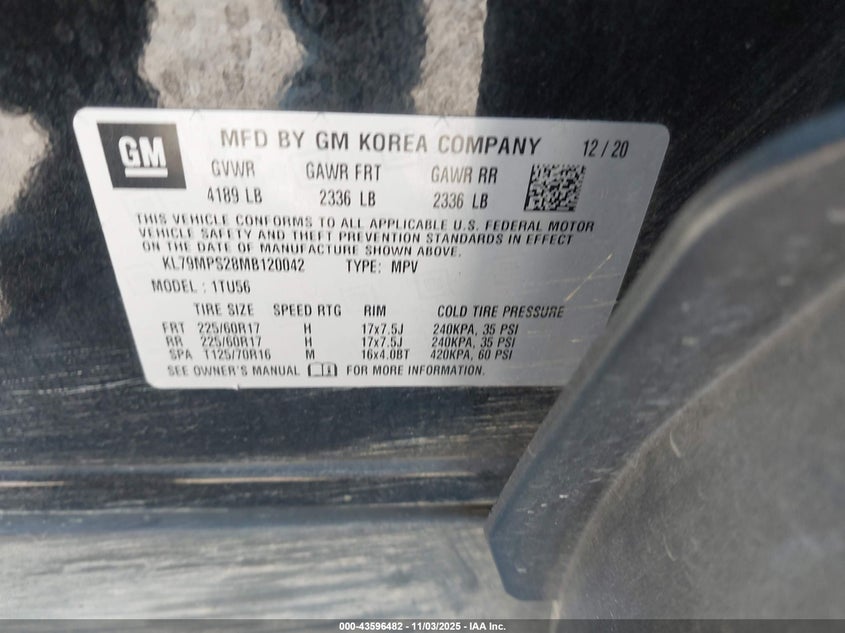 GM MFD BY GM KOREA COMPANY 12/20
GVWR GAWR FRT GAWR RR
4189 LB 2336 LB 2336 LB
THIS VEHICLE CONFORMS TO ALL APPLICABLE U.S. FEDERAL MOTOR
VEHICLE SAFETY AND THEFT PREVENTION STANDARDS IN EFFECT
ON THE DATE OF MANUFACTURE SHOWN ABOVE.
KL79MPS28MB120042 TYPE: MPV
MODEL : 1TU56
TIRE SIZE SPEED RTG RIM COLD TIRE PRESSURE
FRT 225/60R17 H 17x7.5J 240KPA, 35 PSI
RR 225/60R17 H 17x7.5J 240KPA, 35 PSI
SPA T125/70R16 M 16x4.0BT 420KPA, 60 PSI
SEE OWNER'S MANUAL FOR MORE INFORMATION.
000-43596482 | 11/03/2025 | IAA Inc.